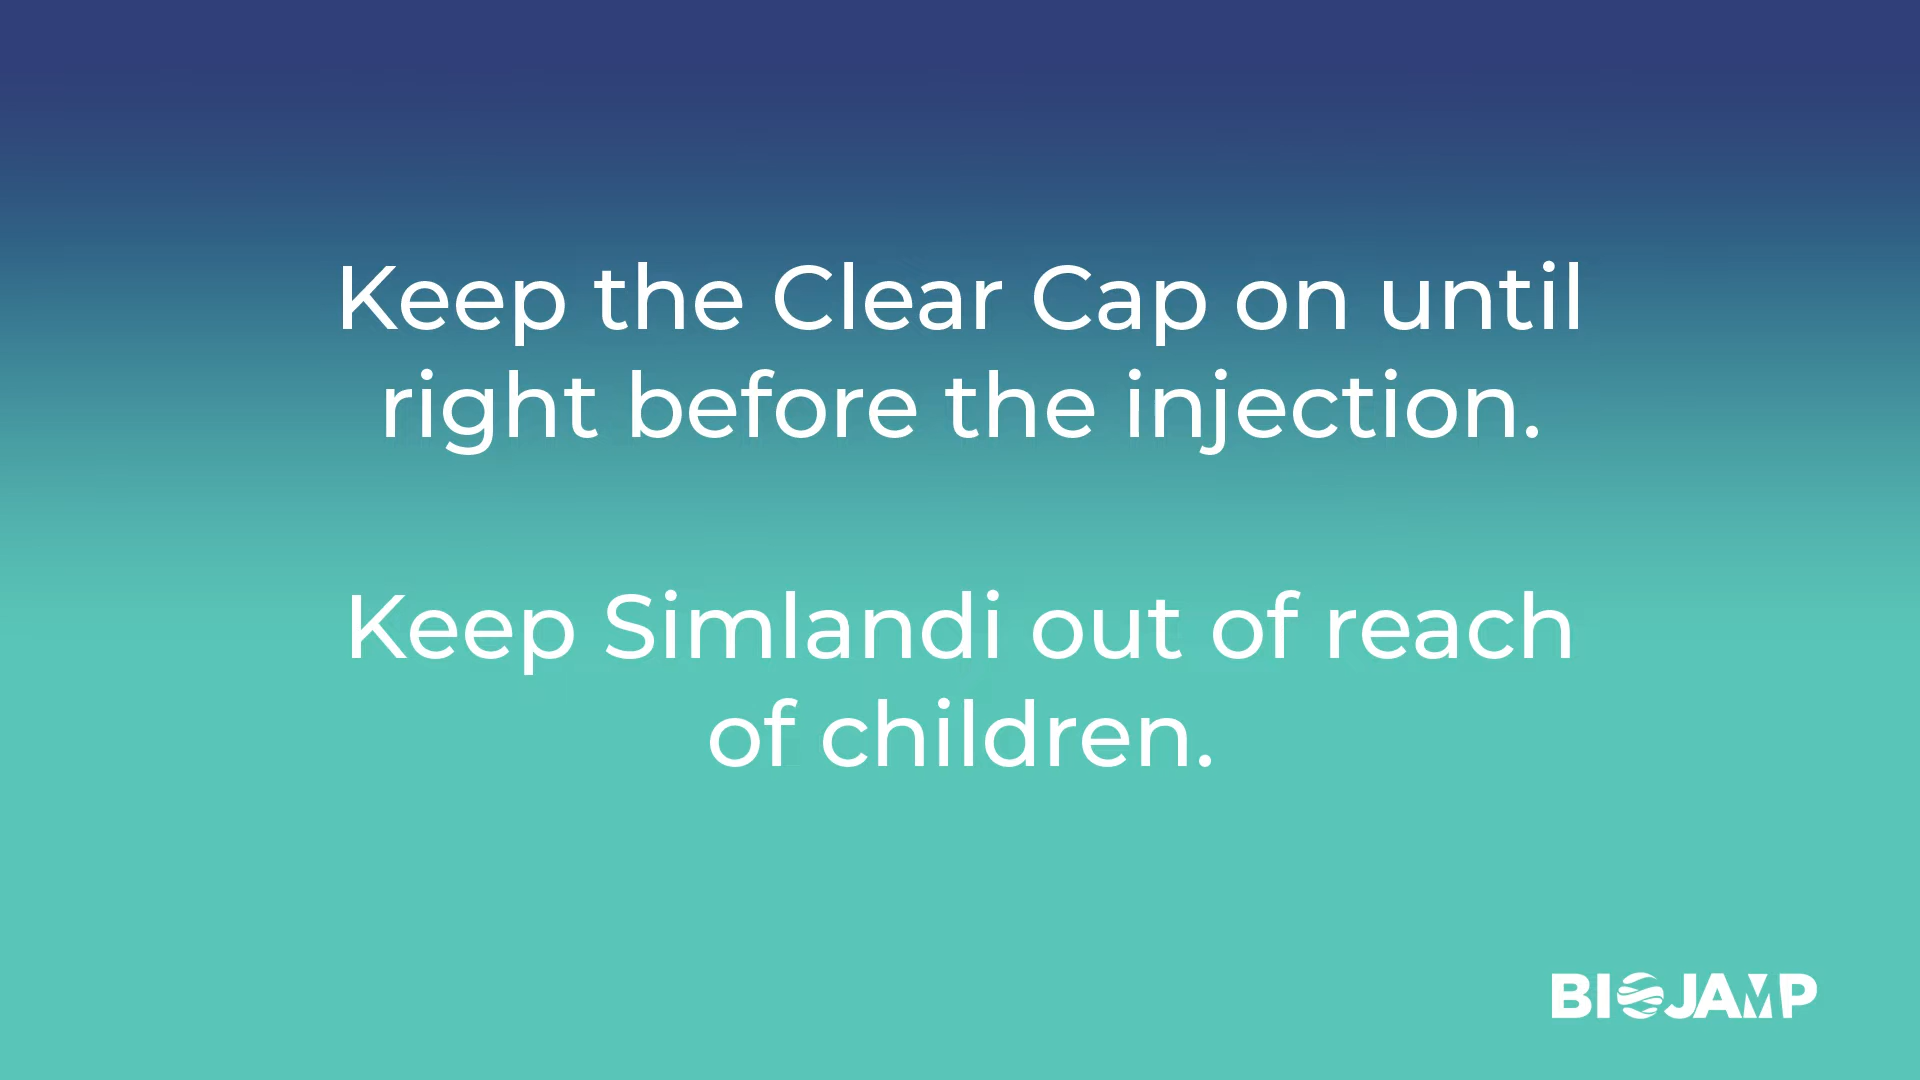 Keep the Clear Cap on until
right before the injection.
Keep Simlandi out of reach
of children.
BIOJAMP